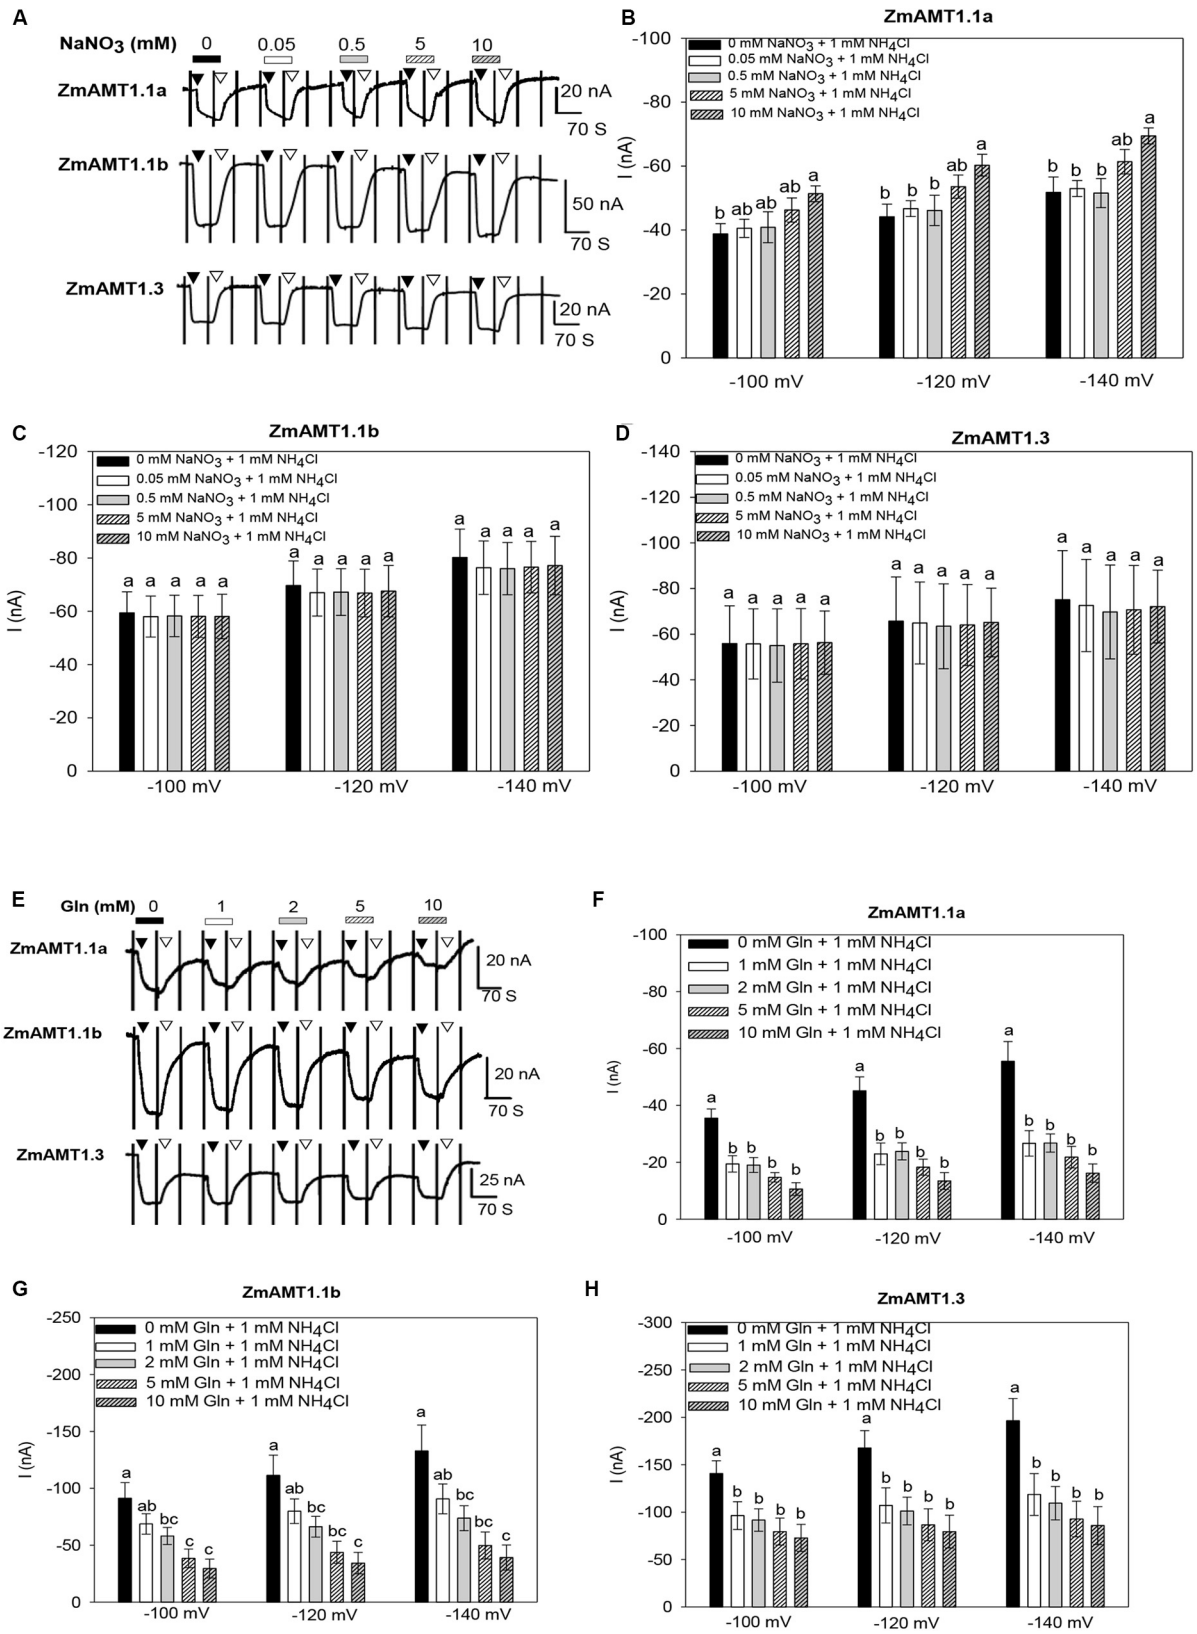 A
NaNO3 (mM) 0 0.05 0.5 5 10
ZmAMT1.1a
20 nA
70 S
ZmAMT1.1b
50 nA
70 S
ZmAMT1.3
20 nA
70 S
B
ZmAMT1.1a
0 mM NaNO3 + 1 mM NH4Cl
0.05 mM NaNO3 + 1 mM NH4Cl
0.5 mM NaNO3 + 1 mM NH4Cl
5 mM NaNO3 + 1 mM NH4Cl
10 mM NaNO3 + 1 mM NH4Cl
I (nA)
-100
-80
-60
-40
-20
0
b ab ab ab a
b b b ab a
b b b ab a
-100 mV -120 mV -140 mV
C
ZmAMT1.1b
0 mM NaNO3 + 1 mM NH4Cl
0.05 mM NaNO3 + 1 mM NH4Cl
0.5 mM NaNO3 + 1 mM NH4Cl
5 mM NaNO3 + 1 mM NH4Cl
10 mM NaNO3 + 1 mM NH4Cl
I (nA)
-120
-100
-80
-60
-40
-20
0
a a a a a
a a a a a
a a a a a
-100 mV -120 mV -140 mV
D
ZmAMT1.3
0 mM NaNO3 + 1 mM NH4Cl
0.05 mM NaNO3 + 1 mM NH4Cl
0.5 mM NaNO3 + 1 mM NH4Cl
5 mM NaNO3 + 1 mM NH4Cl
10 mM NaNO3 + 1 mM NH4Cl
I (nA)
-140
-120
-100
-80
-60
-40
-20
0
a a a a a
a a a a a
a a a a a
-100 mV -120 mV -140 mV
E
Gln (mM) 0 1 2 5 10
ZmAMT1.1a
20 nA
70 S
ZmAMT1.1b
20 nA
70 S
ZmAMT1.3
25 nA
70 S
F
ZmAMT1.1a
0 mM Gln + 1 mM NH4Cl
1 mM Gln + 1 mM NH4Cl
2 mM Gln + 1 mM NH4Cl
5 mM Gln + 1 mM NH4Cl
10 mM Gln + 1 mM NH4Cl
I (nA)
-100
-80
-60
-40
-20
0
a b b b b
a b b b b
a b b b b
-100 mV -120 mV -140 mV
G
ZmAMT1.1b
0 mM Gln + 1 mM NH4Cl
1 mM Gln + 1 mM NH4Cl
2 mM Gln + 1 mM NH4Cl
5 mM Gln + 1 mM NH4Cl
10 mM Gln + 1 mM NH4Cl
I (nA)
-250
-200
-150
-100
-50
0
a ab bc c c
a ab bc bc c
a ab bc bc c
-100 mV -120 mV -140 mV
H
ZmAMT1.3
0 mM Gln + 1 mM NH4Cl
1 mM Gln + 1 mM NH4Cl
2 mM Gln + 1 mM NH4Cl
5 mM Gln + 1 mM NH4Cl
10 mM Gln + 1 mM NH4Cl
I (nA)
-300
-250
-200
-150
-100
-50
0
a b b b b
a b b b b
a b b b b
-100 mV -120 mV -140 mV